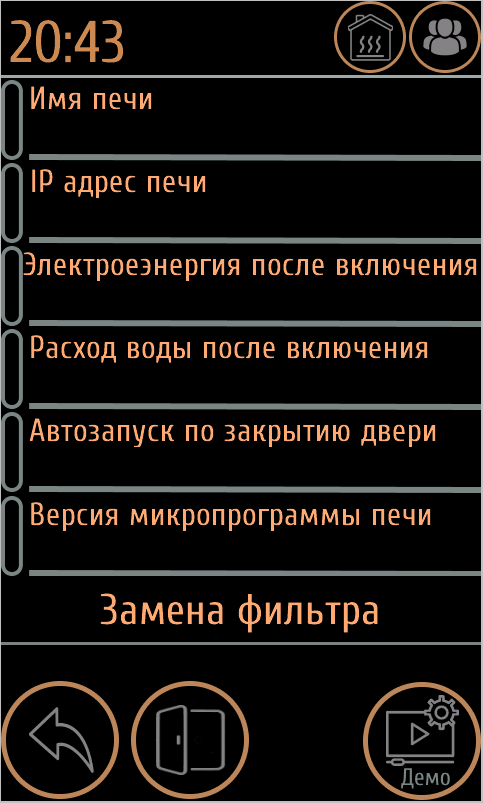 20:43
Имя печи
IP адрес печи
Электроеэнергия после включения
Расход воды после включения
Автозапуск по закрытию двери
Версия микропрограммы печи
Замена фильтра
Демо